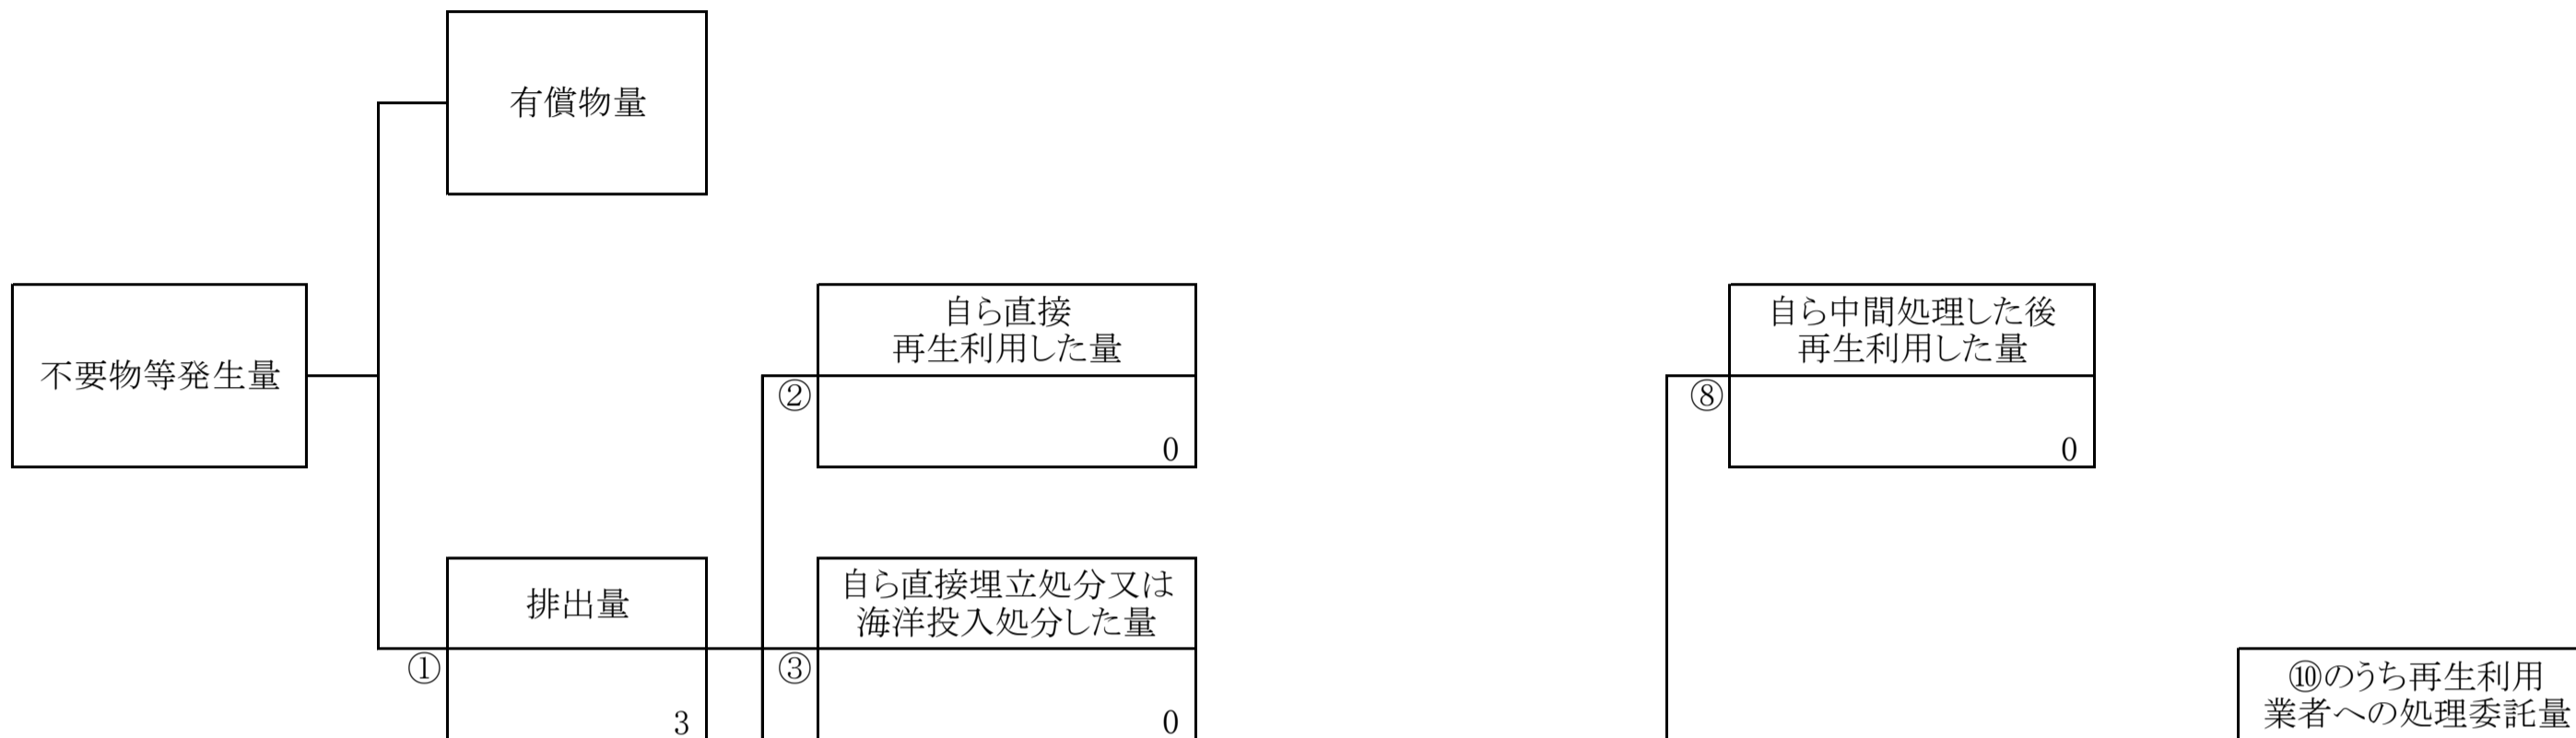 有償物量
不要物等発生量
自ら直接
再生利用した量
②
0
自ら中間処理した後
再生利用した量
⑧
0
排出量
①
3
自ら直接埋立処分又は
海洋投入処分した量
③
0
⑩のうち再生利用
業者への処理委託量